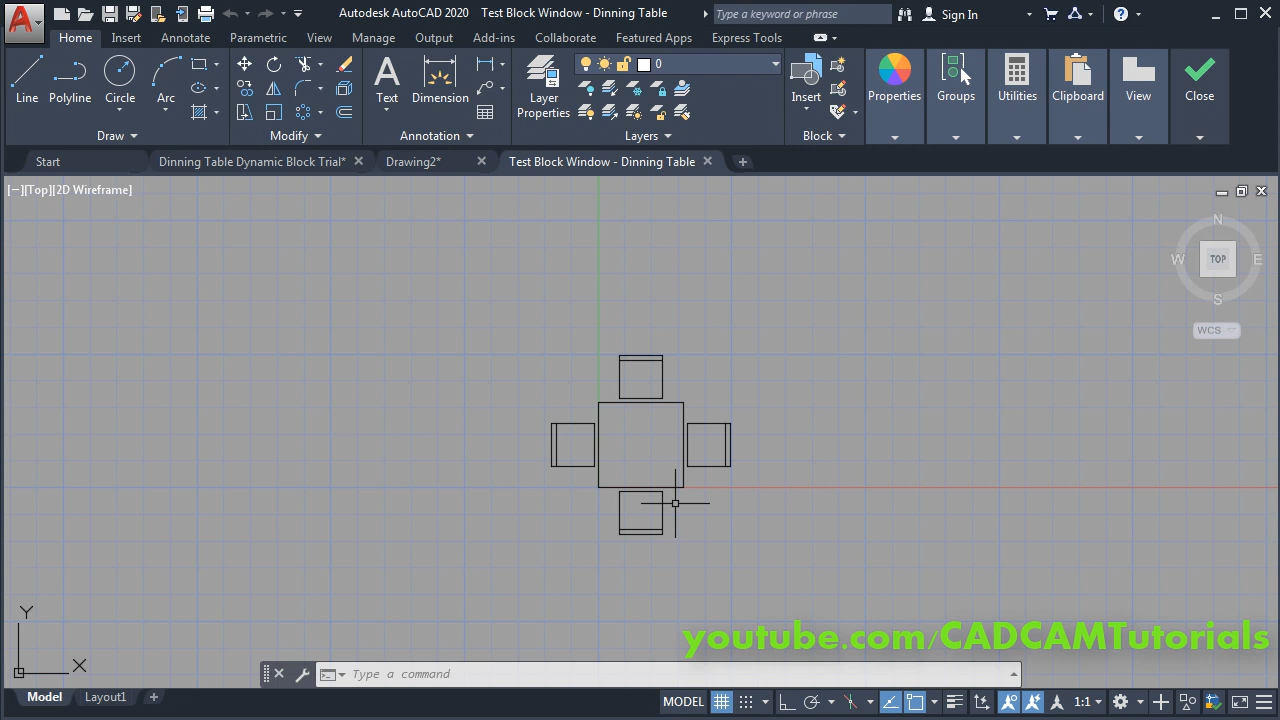 A Autodesk AutoCAD 2020 Test Block Window - Dinning Table Type a keyword or phrase Sign In ?
Home Insert Annotate Parametric View Manage Output Add-ins Collaborate Featured Apps Express Tools
Line Polyline Circle Arc A Text Dimension Layer Properties 0 Insert Properties Groups Utilities Clipboard View Close
Draw Modify Annotation Layers Block
Start Dinning Table Dynamic Block Trial* Drawing2* Test Block Window - Dinning Table
[−][Top][2D Wireframe]
N
W TOP E
S
WCS
Y
X
youtube.com/CADCAMTutorials
Type a command
Model Layout1 MODEL 1:1